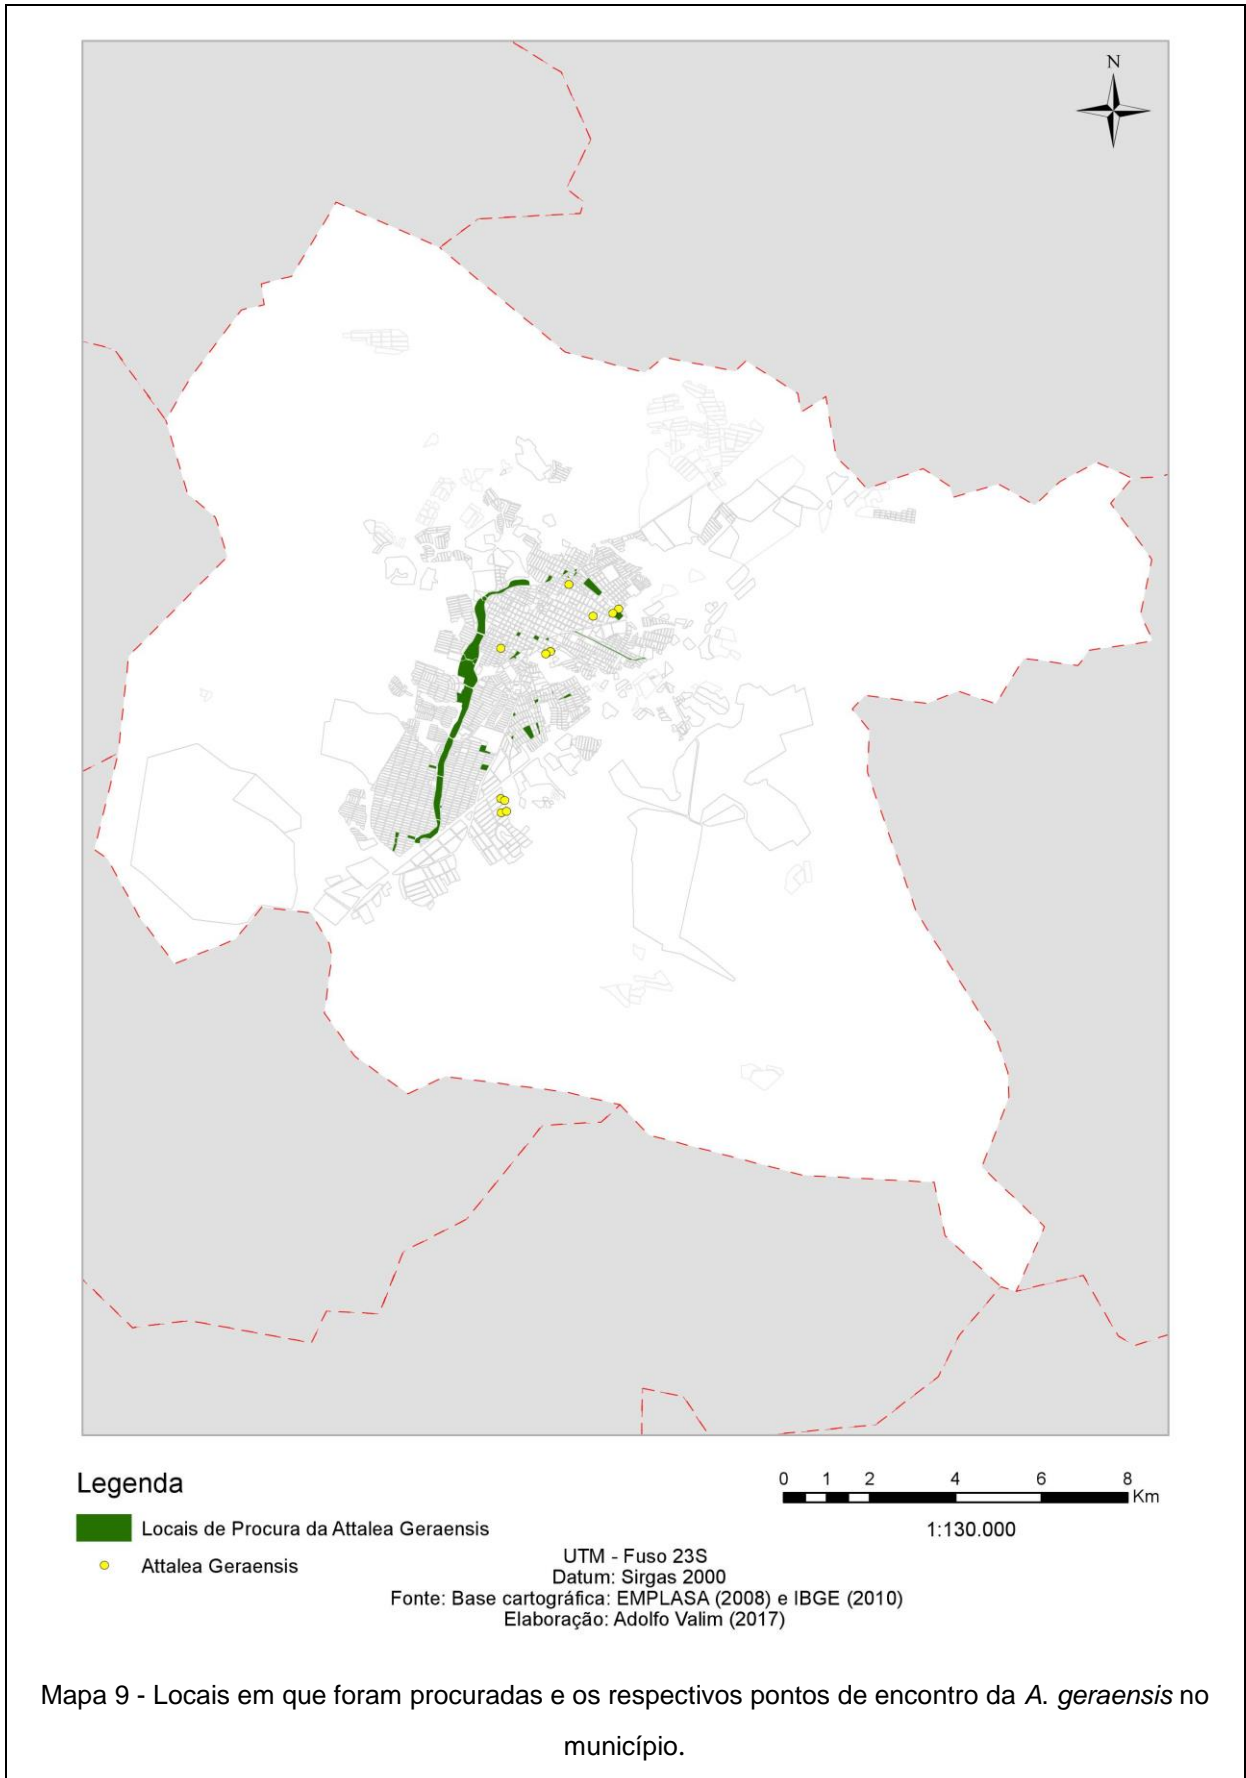 N
Legenda
Locais de Procura da Attalea Geraensis
Attalea Geraensis
0 1 2 4 6 8
Km
1:130.000
UTM - Fuso 23S
Datum: Sirgas 2000
Fonte: Base cartográfica: EMPLASA (2008) e IBGE (2010)
Elaboração: Adolfo Valim (2017)
Mapa 9 - Locais em que foram procuradas e os respectivos pontos de encontro da A. geraensis no
município.